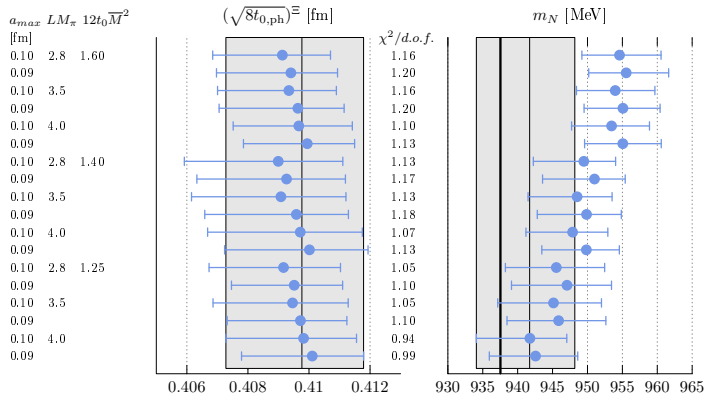 a_max LM_π 12t_0M̅² (√8t_0,ph)^Ξ [fm] m_N [MeV]
[fm] χ²/d.o.f.
0.10 2.8 1.60 1.16
0.09 1.20
0.10 3.5 1.16
0.09 1.20
0.10 4.0 1.10
0.09 1.13
0.10 2.8 1.40 1.13
0.09 1.17
0.10 3.5 1.13
0.09 1.18
0.10 4.0 1.07
0.09 1.13
0.10 2.8 1.25 1.05
0.09 1.10
0.10 3.5 1.05
0.09 1.10
0.10 4.0 0.94
0.09 0.99
0.406 0.408 0.41 0.412 930 935 940 945 950 955 960 965